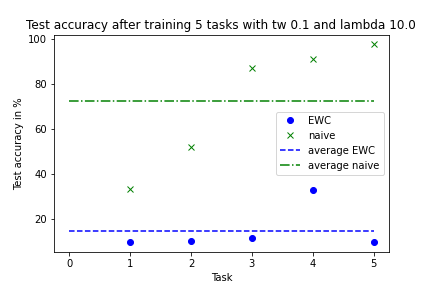 Test accuracy after training 5 tasks with tw 0.1 and lambda 10.0
100
80
60
40
20
Test accuracy in %
EWC
naive
average EWC
average naive
0 1 2 3 4 5
Task